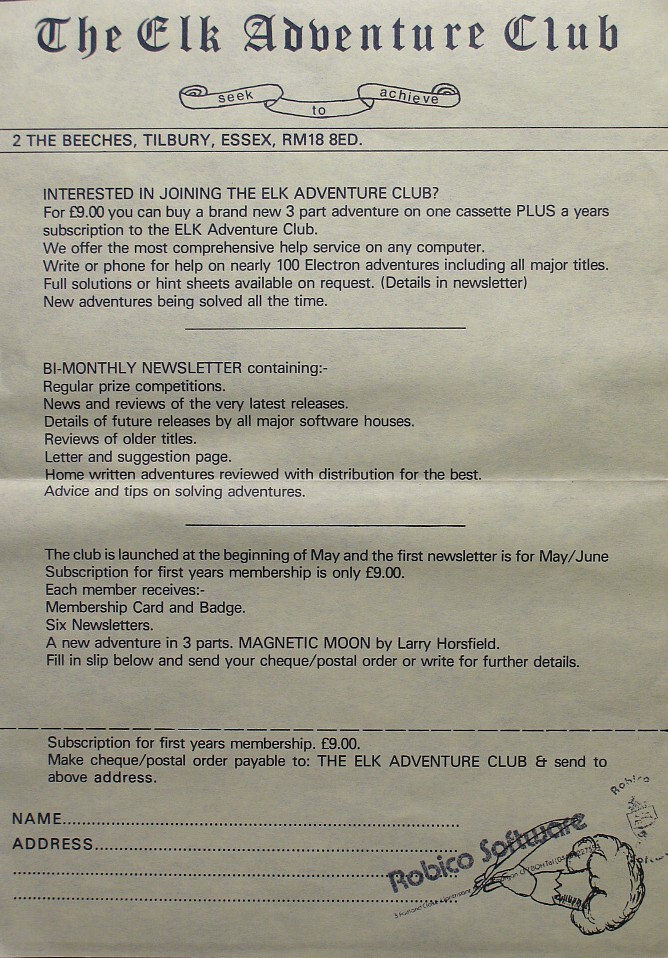 The Elk Adventure Club
seek to achieve
2 THE BEECHES, TILBURY, ESSEX, RM18 8ED.
INTERESTED IN JOINING THE ELK ADVENTURE CLUB?
For £9.00 you can buy a brand new 3 part adventure on one cassette PLUS a years
subscription to the ELK Adventure Club.
We offer the most comprehensive help service on any computer.
Write or phone for help on nearly 100 Electron adventures including all major titles.
Full solutions or hint sheets available on request. (Details in newsletter)
New adventures being solved all the time.
BI-MONTHLY NEWSLETTER containing:-
Regular prize competitions.
News and reviews of the very latest releases.
Details of future releases by all major software houses.
Reviews of older titles.
Letter and suggestion page.
Home written adventures reviewed with distribution for the best.
Advice and tips on solving adventures.
The club is launched at the beginning of May and the first newsletter is for May/June
Subscription for first years membership is only £9.00.
Each member receives:-
Membership Card and Badge.
Six Newsletters.
A new adventure in 3 parts. MAGNETIC MOON by Larry Horsfield.
Fill in slip below and send your cheque/postal order or write for further details.
Subscription for first years membership. £9.00.
Make cheque/postal order payable to: THE ELK ADVENTURE CLUB & send to
above address.
NAME
ADDRESS
Robico Software
Robico